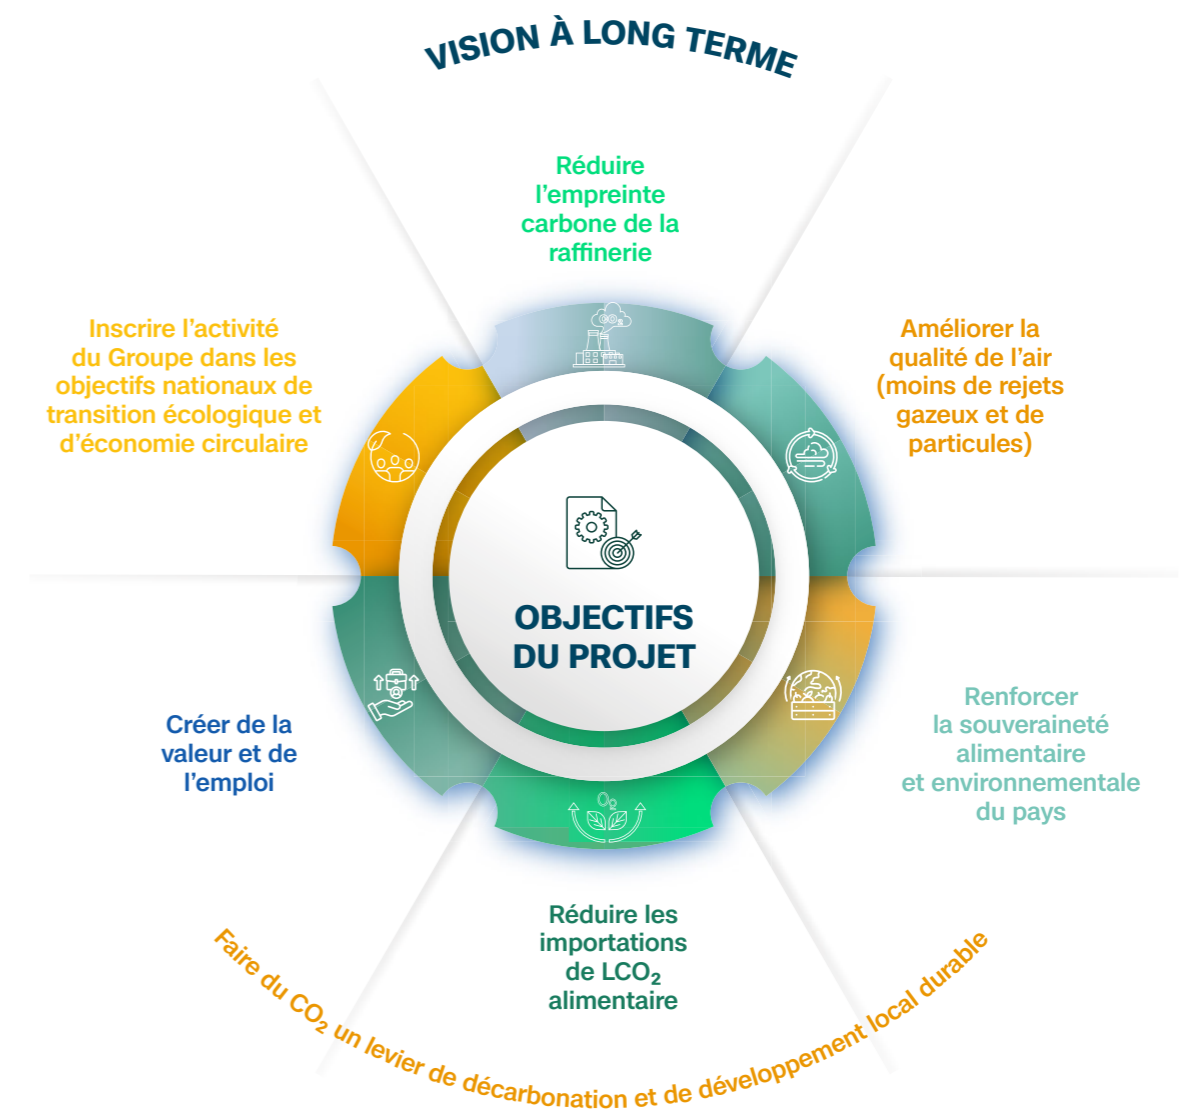 VISION À LONG TERME
Réduire
l’empreinte
carbone de la
raffinerie
Inscrire l’activité
du Groupe dans les
objectifs nationaux de
transition écologique et
d’économie circulaire
Améliorer la
qualité de l’air
(moins de rejets
gazeux et de
particules)
CO₂
OBJECTIFS
DU PROJET
Créer de la
valeur et de
l’emploi
Renforcer
la souveraineté
alimentaire
et environnementale
du pays
O₂
Réduire les
importations
de LCO₂
alimentaire
Faire du CO₂ un levier de décarbonation et de développement local durable